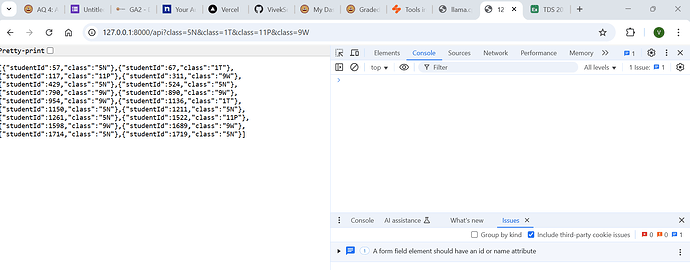 AQ 4: A
Untitle
GA2 - 
Your Ac
Vercel
VivekS
My Da
Graded
Tools in
llama.c
12
TDS 20
127.0.0.1:8000/api?class=5N&class=1T&class=11P&class=9W
V
Pretty-print
[{"studentId":57,"class":"5N"},{"studentId":67,"class":"1T"},
{"studentId":117,"class":"11P"},{"studentId":311,"class":"9W"},
{"studentId":429,"class":"5N"},{"studentId":524,"class":"5N"},
{"studentId":790,"class":"9W"},{"studentId":890,"class":"9W"},
{"studentId":954,"class":"9W"},{"studentId":1136,"class":"1T"},
{"studentId":1150,"class":"5N"},{"studentId":1211,"class":"5N"},
{"studentId":1261,"class":"5N"},{"studentId":1522,"class":"11P"},
{"studentId":1598,"class":"9W"},{"studentId":1689,"class":"9W"},
{"studentId":1714,"class":"5N"},{"studentId":1719,"class":"5N"}]
Elements Console Sources Network Performance Memory 1
top Filter All levels 1 Issue: 1
Console AI assistance What's new Issues
Group by kind Include third-party cookie issues 0 0 1
1 A form field element should have an id or name attribute